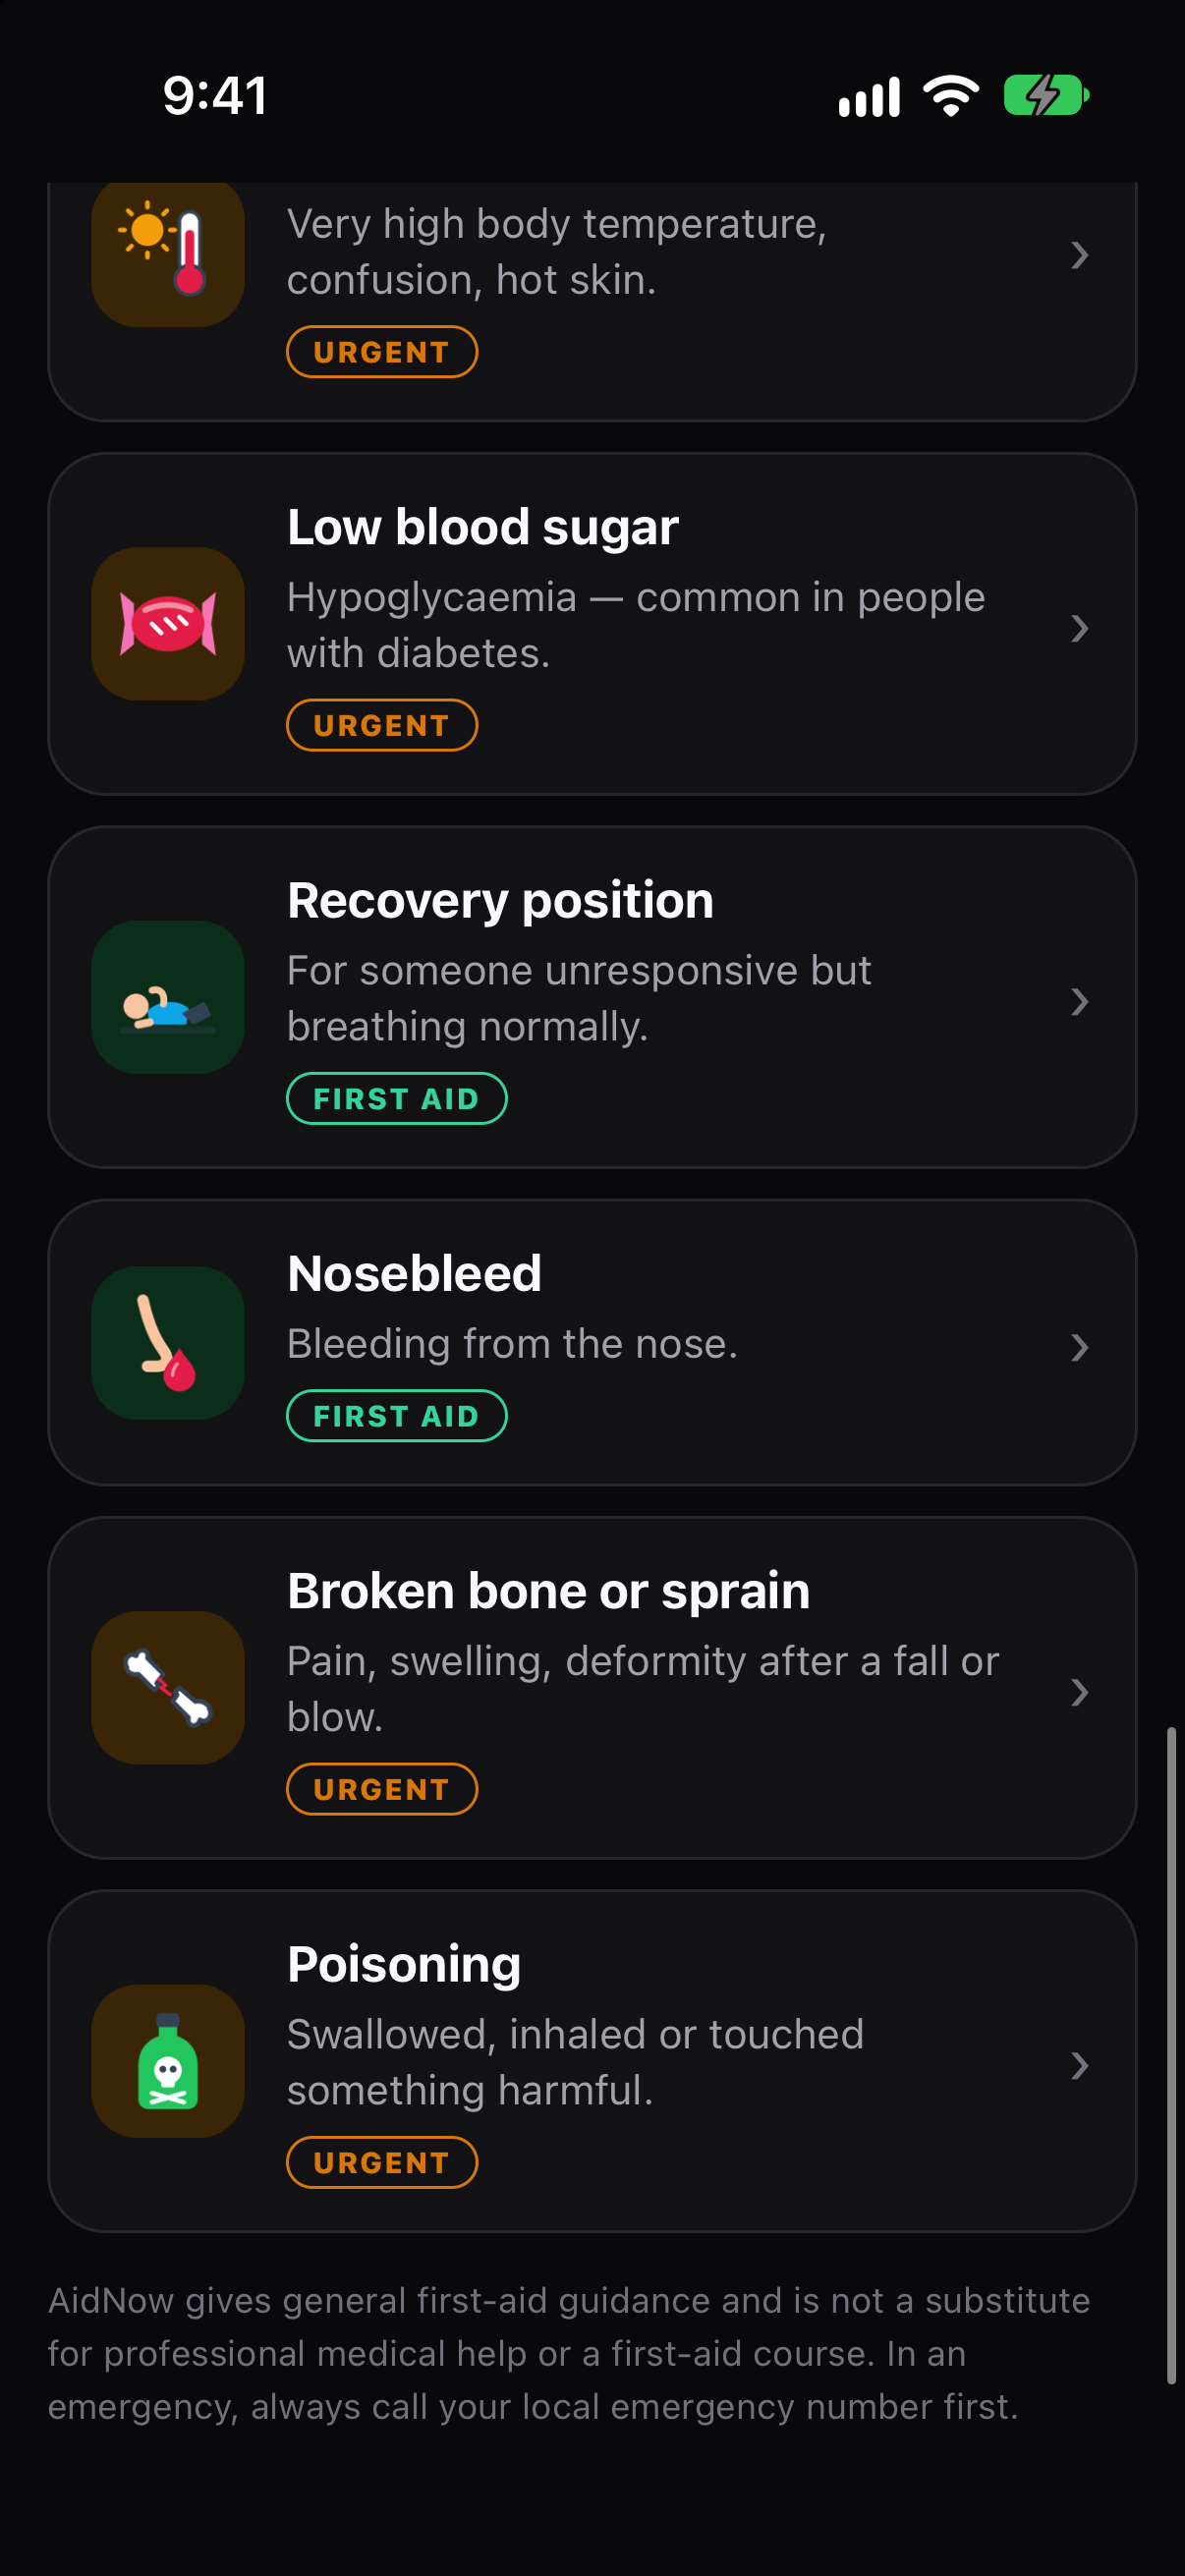 9:41
Very high body temperature,
confusion, hot skin.
URGENT
Low blood sugar
Hypoglycaemia — common in people
with diabetes.
URGENT
Recovery position
For someone unresponsive but
breathing normally.
FIRST AID
Nosebleed
Bleeding from the nose.
FIRST AID
Broken bone or sprain
Pain, swelling, deformity after a fall or
blow.
URGENT
Poisoning
Swallowed, inhaled or touched
something harmful.
URGENT
AidNow gives general first-aid guidance and is not a substitute
for professional medical help or a first-aid course. In an
emergency, always call your local emergency number first.